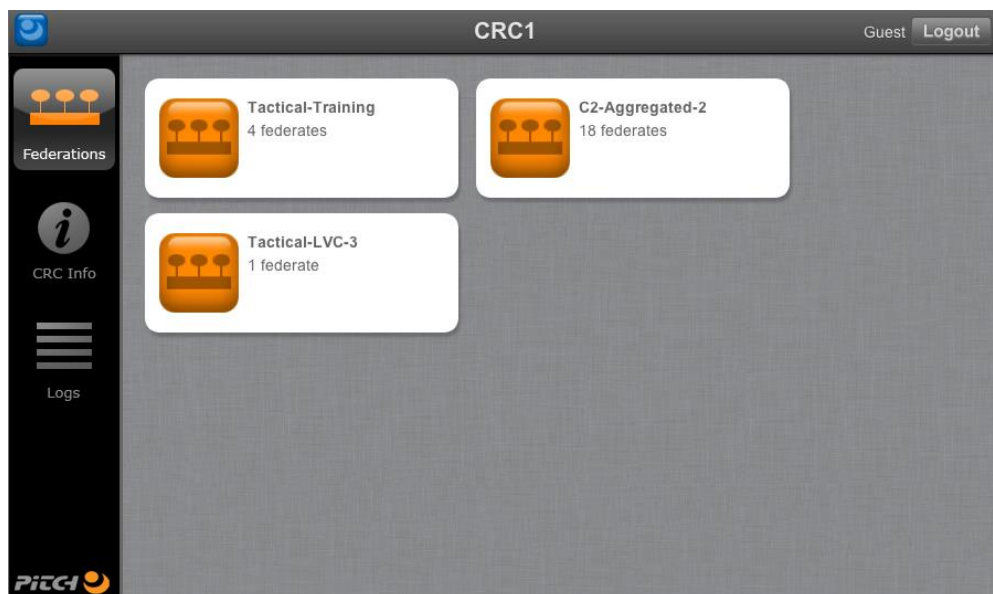 CRC1
Guest
Logout
Federations
CRC Info
Logs
Tactical-Training
4 federates
C2-Aggregated-2
18 federates
Tactical-LVC-3
1 federate
PITCH